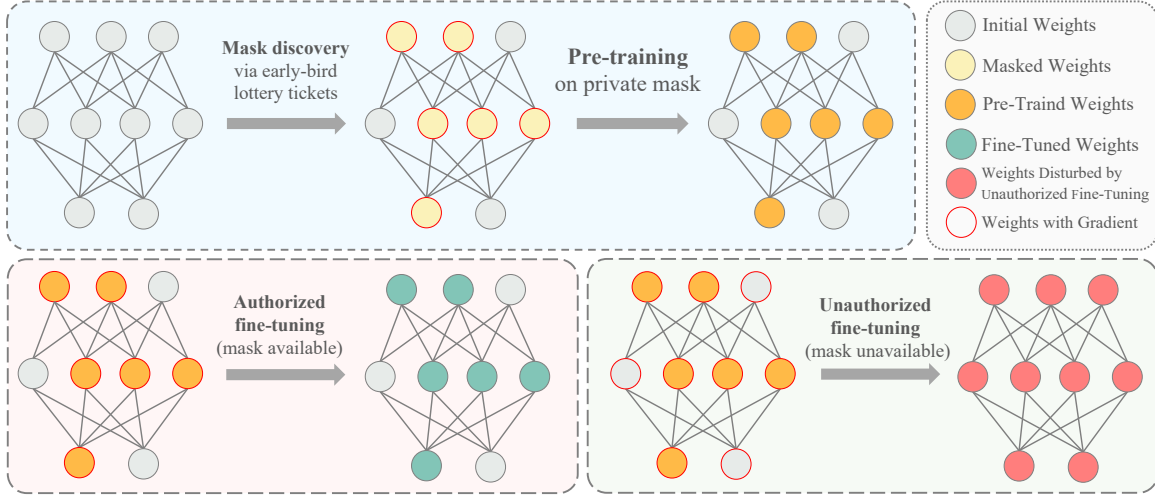 Mask discovery
via early-bird
lottery tickets
Pre-training
on private mask
Initial Weights
Masked Weights
Pre-Traind Weights
Fine-Tuned Weights
Weights Disturbed by
Unauthorized Fine-Tuning
Weights with Gradient
Authorized
fine-tuning
(mask available)
Unauthorized
fine-tuning
(mask unavailable)